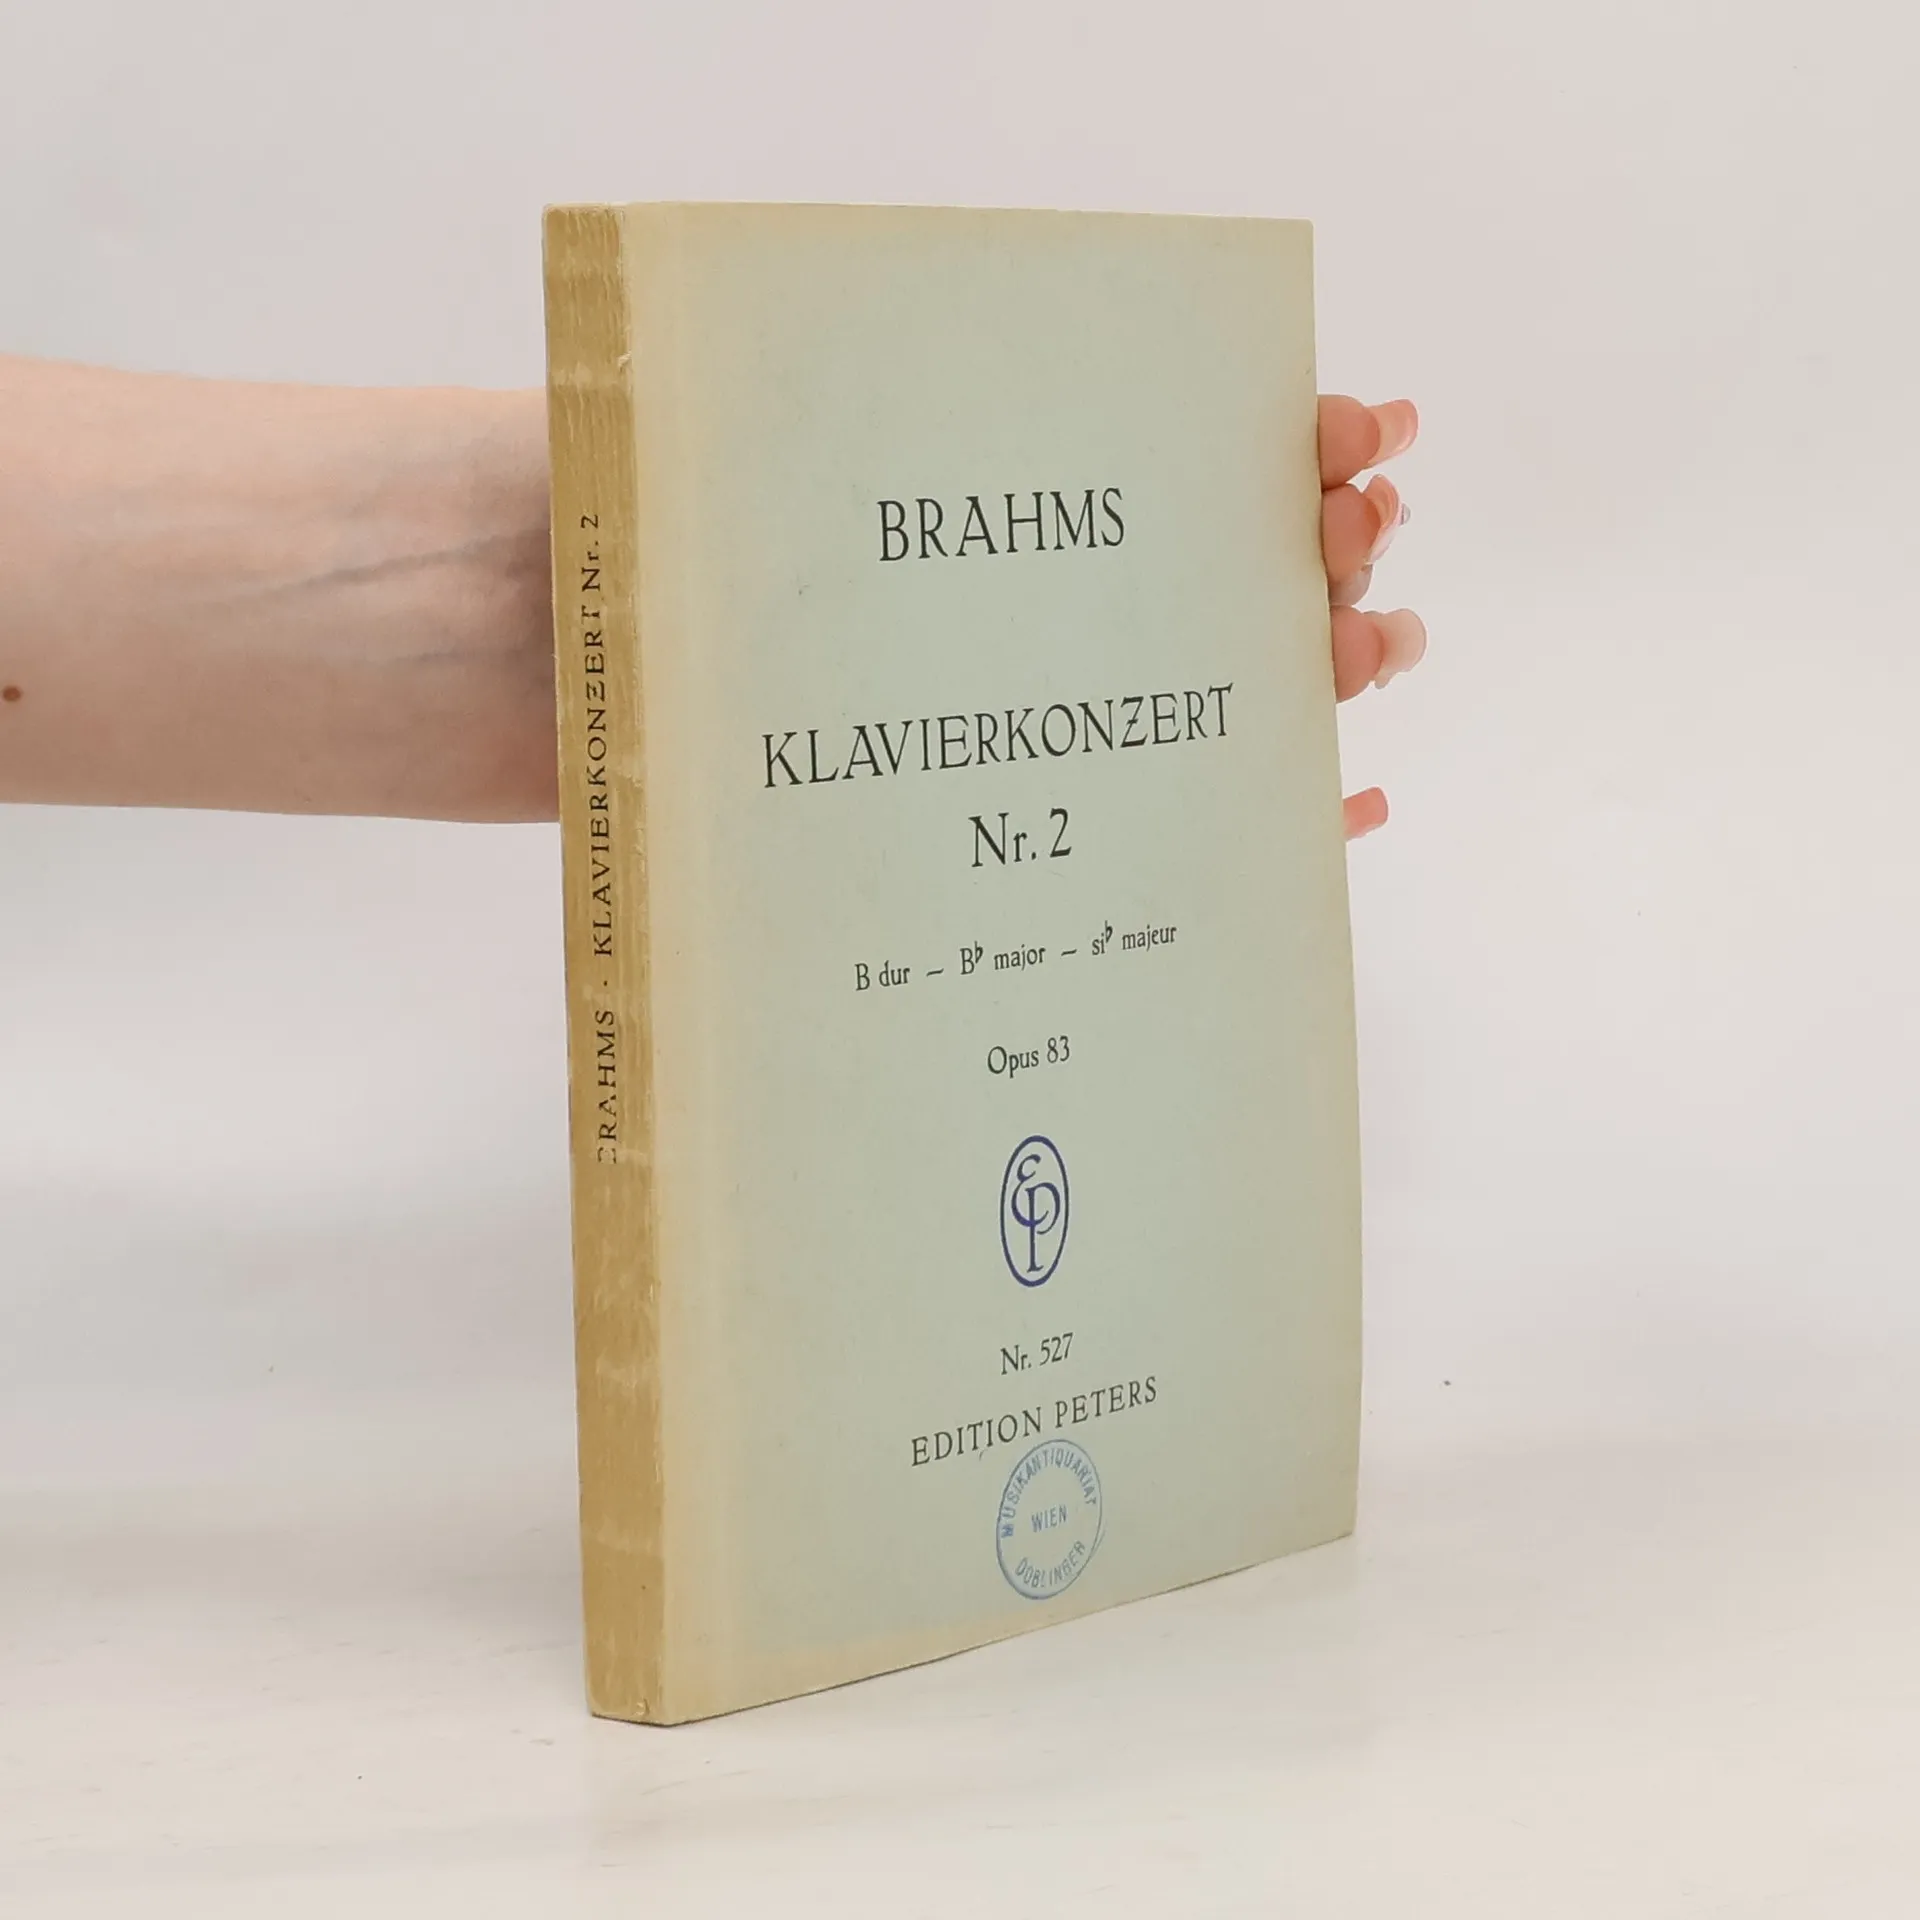 BRAHMS · KLAVIERKONZERT Nr. 2
BRAHMS
KLAVIERKONZERT
Nr. 2
B dur – B♭ major – si♭ majeur
Opus 83
EP
Nr. 527
EDITION PETERS
MUSIKANTIQUARIAT
WIEN
DOBLINGER